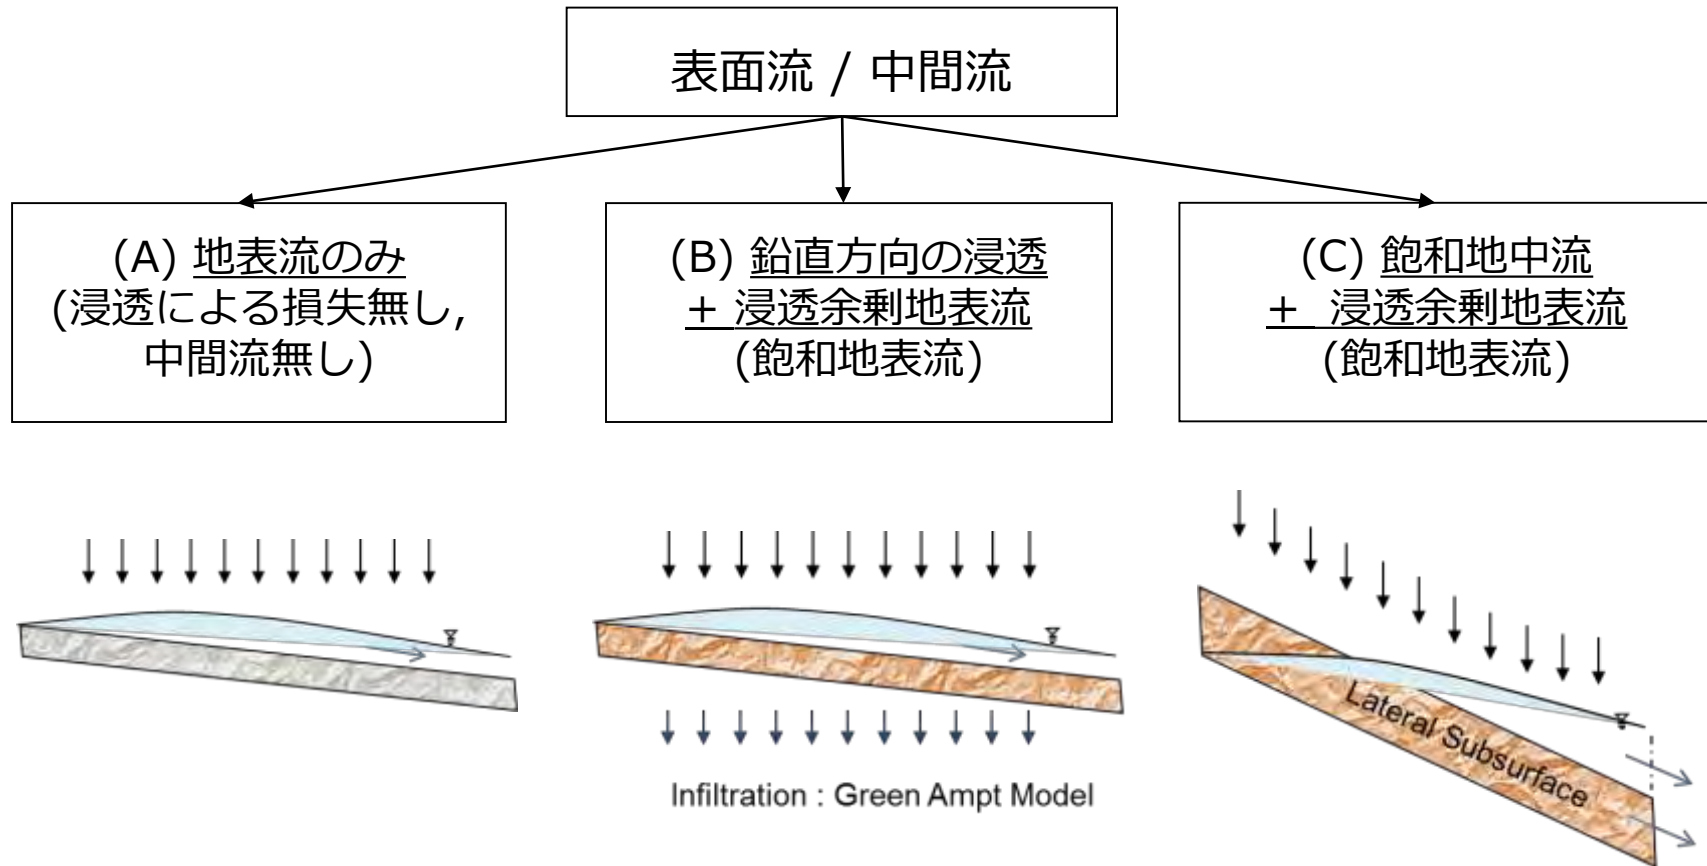 表面流 / 中間流
(A) 地表流のみ
(浸透による損失無し,
中間流無し)
(B) 鉛直方向の浸透
+ 浸透余剰地表流
(飽和地表流)
(C) 飽和地中流
+ 浸透余剰地表流
(飽和地表流)
Infiltration : Green Ampt Model
Lateral Subsurface